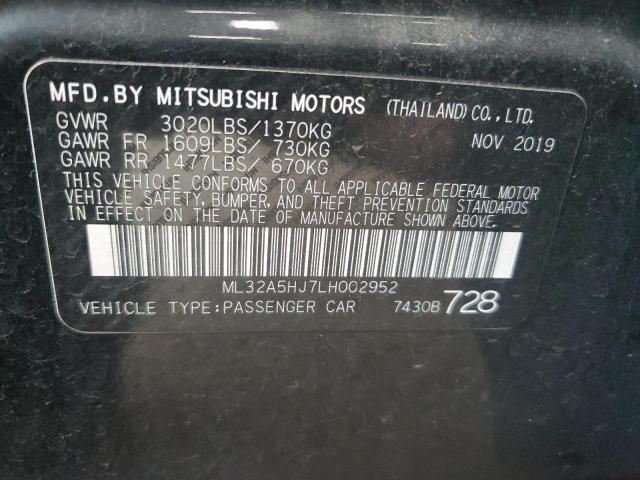 MFD.BY MITSUBISHI MOTORS (THAILAND)CO.,LTD.
GVWR 3020LBS/1370KG NOV 2019
GAWR FR 1609LBS/ 730KG
GAWR RR 1477LBS/ 670KG
THIS VEHICLE CONFORMS TO ALL APPLICABLE FEDERAL MOTOR
VEHICLE SAFETY, BUMPER, AND THEFT PREVENTION STANDARDS
IN EFFECT ON THE DATE OF MANUFACTURE SHOWN ABOVE.
ML32A5HJ7LH002952
VEHICLE TYPE:PASSENGER CAR 7430B 728